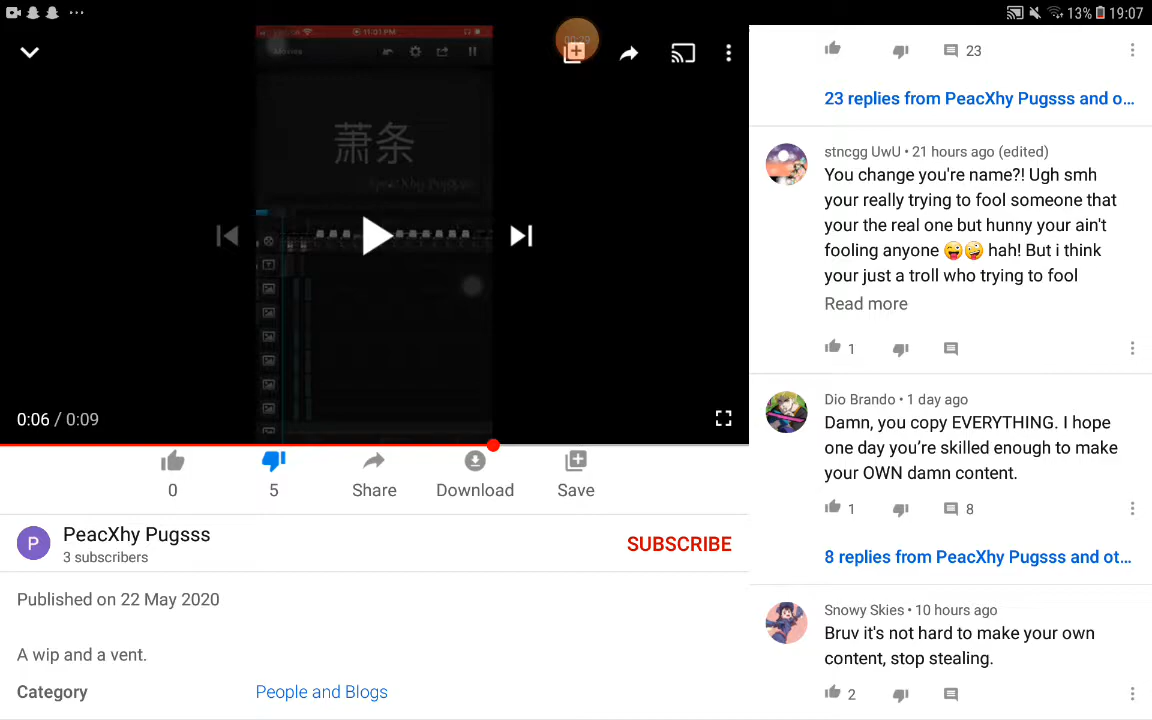 13% 19:07
11:01 PM
00:29
萧条
PeacXhy PugXss
0:06 / 0:09
0
5
Share
Download
Save
PeacXhy Pugsss
3 subscribers
SUBSCRIBE
Published on 22 May 2020
A wip and a vent.
Category
People and Blogs
23
23 replies from PeacXhy Pugsss and o...
stncgg UwU • 21 hours ago (edited)
You change you're name?! Ugh smh
your really trying to fool someone that
your the real one but hunny your ain't
fooling anyone 😜🤪 hah! But i think
your just a troll who trying to fool
Read more
1
Dio Brando • 1 day ago
Damn, you copy EVERYTHING. I hope
one day you’re skilled enough to make
your OWN damn content.
1
8
8 replies from PeacXhy Pugsss and ot...
Snowy Skies • 10 hours ago
Bruv it's not hard to make your own
content, stop stealing.
2